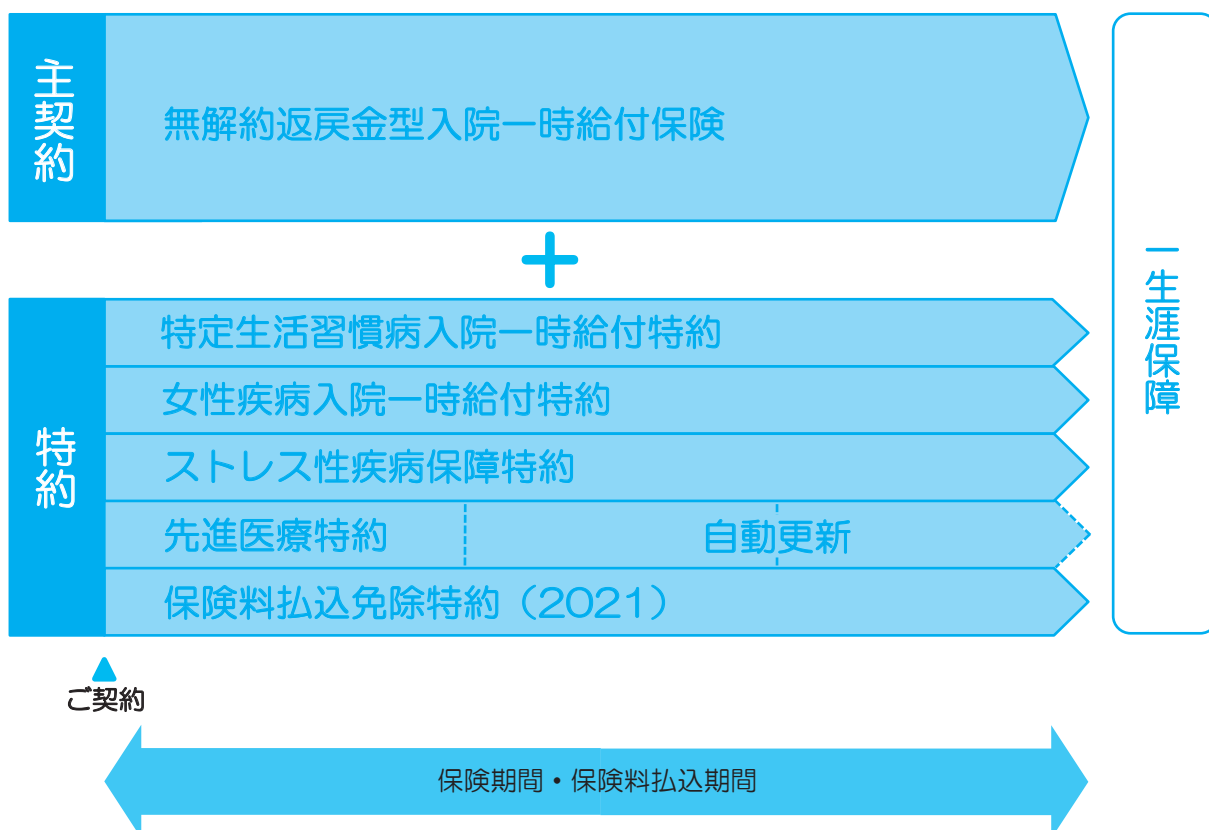 主契約
無解約返戻金型入院一時給付保険
+
特約
特定生活習慣病入院一時給付特約
女性疾病入院一時給付特約
ストレス性疾病保障特約
先進医療特約 自動更新
保険料払込免除特約（2021）
一生涯保障
ご契約
保険期間・保険料払込期間